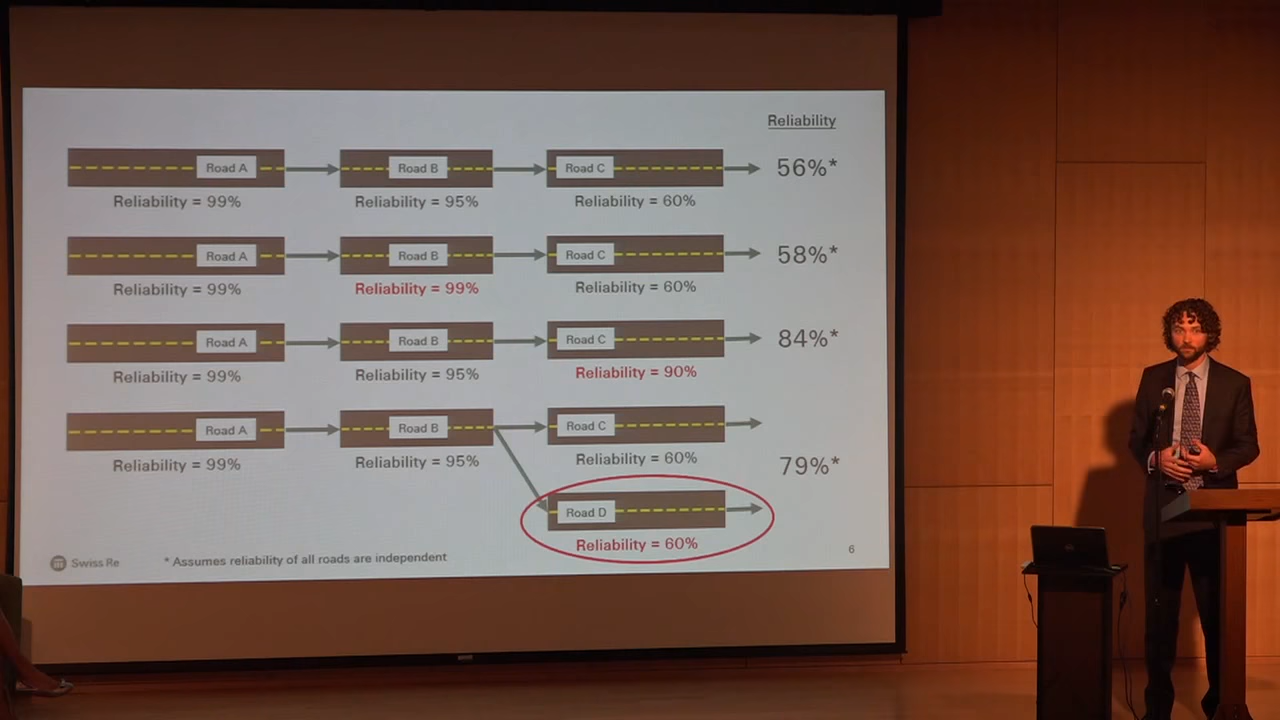 Reliability
Road A Road B Road C 56%*
Reliability = 99% Reliability = 95% Reliability = 60%
Road A Road B Road C 58%*
Reliability = 99% Reliability = 99% Reliability = 60%
Road A Road B Road C 84%*
Reliability = 99% Reliability = 95% Reliability = 90%
Road A Road B Road C
Reliability = 99% Reliability = 95% Reliability = 60%
79%*
Road D
Reliability = 60%
Swiss Re * Assumes reliability of all roads are independent 6